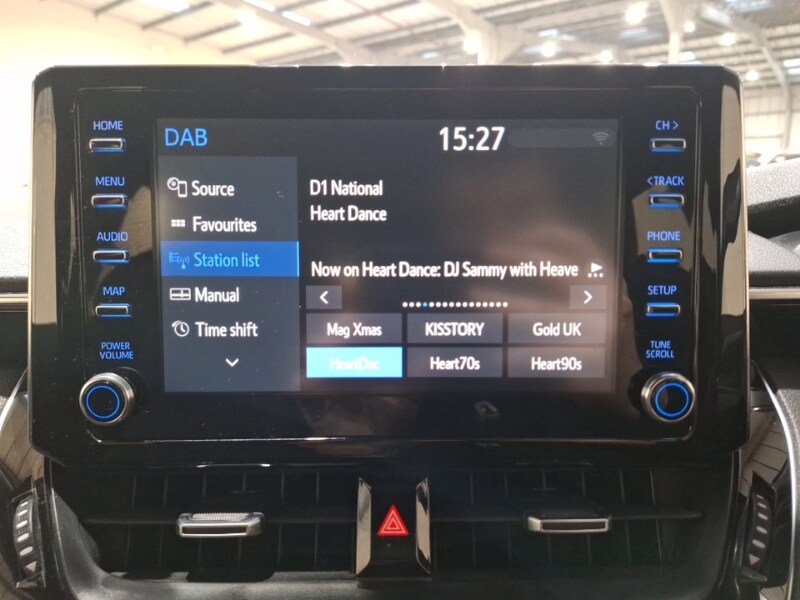 HOME
MENU
AUDIO
MAP
POWER
VOLUME
DAB
15:27
Source
Favourites
Station list
Manual
Time shift
D1 National
Heart Dance
Now on Heart Dance: DJ Sammy with Heave
Mag Xmas
KISSTORY
Gold UK
HeartDnc
Heart70s
Heart90s
CH >
< TRACK
PHONE
SETUP
TUNE
SCROLL